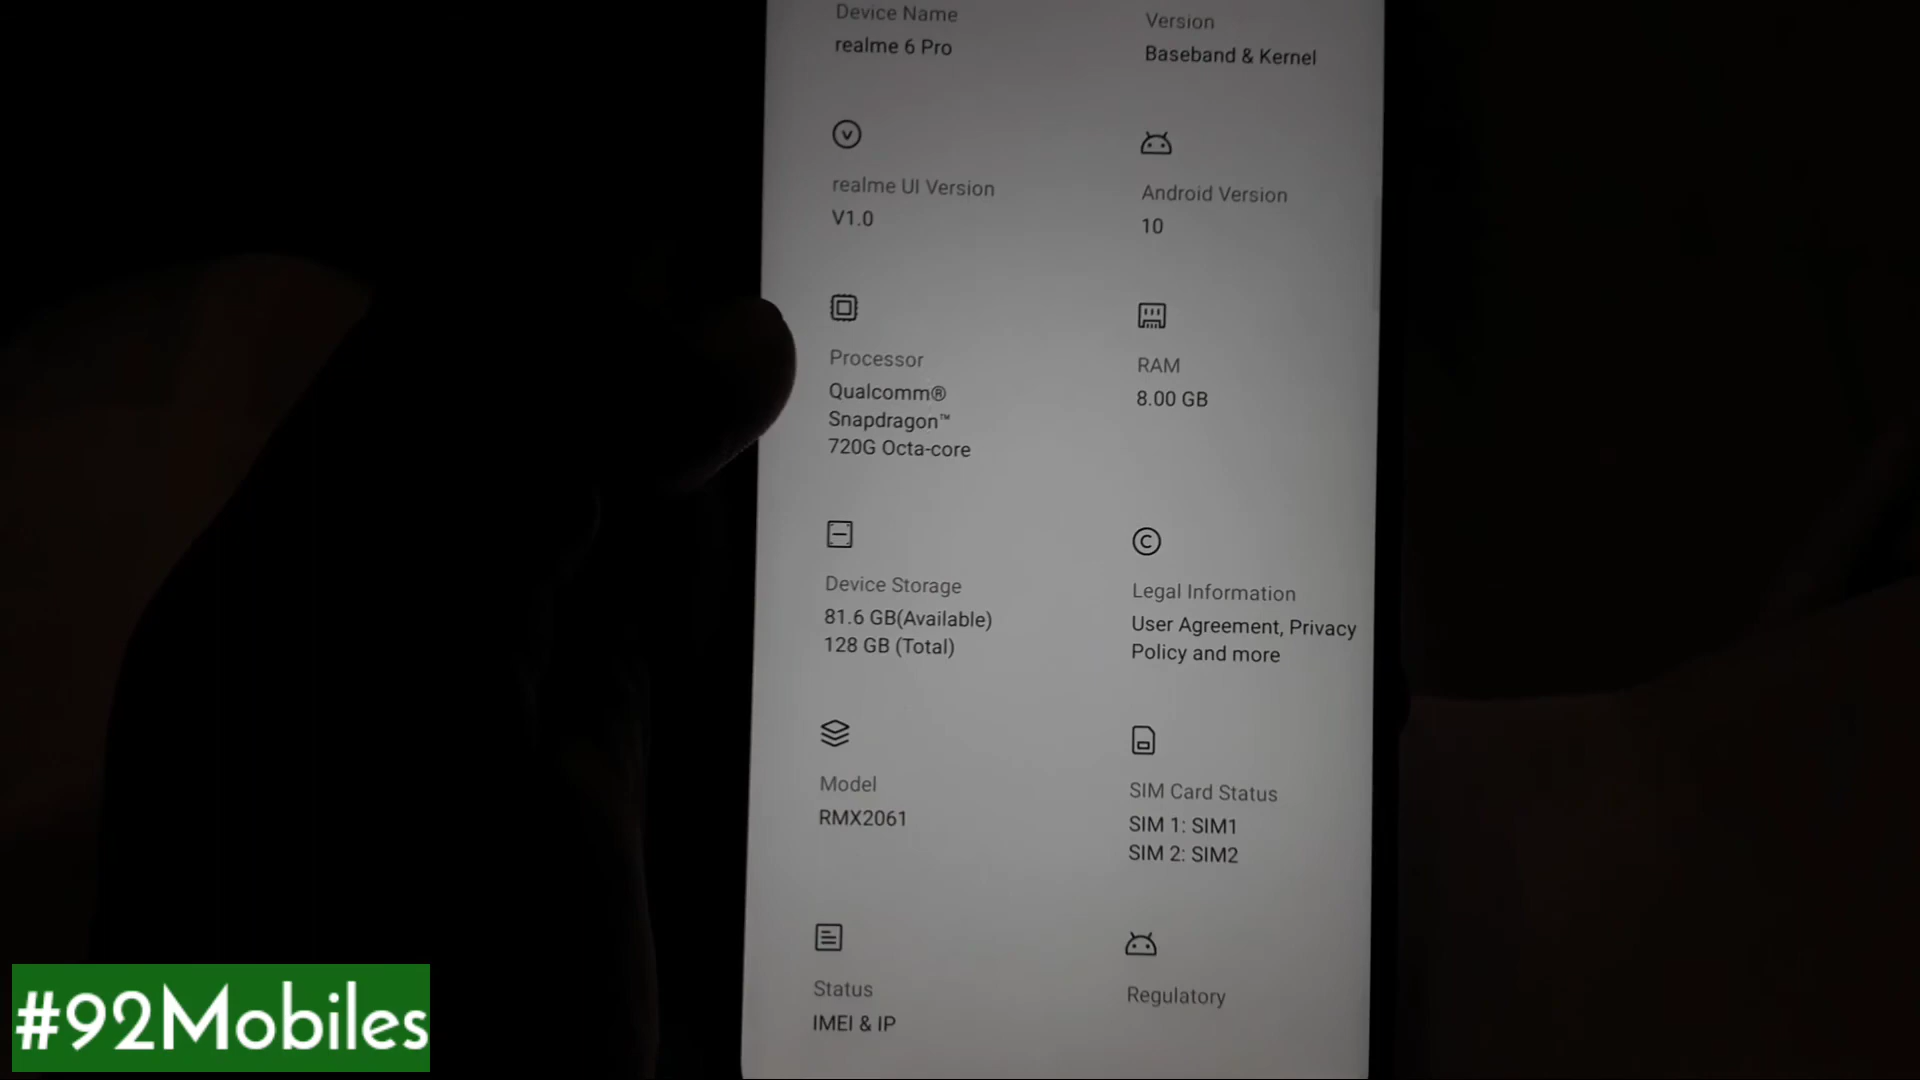 Device Name
realme 6 Pro
Version
Baseband & Kernel
realme UI Version
V1.0
Android Version
10
Processor
Qualcomm®
Snapdragon™
720G Octa-core
RAM
8.00 GB
Device Storage
81.6 GB(Available)
128 GB (Total)
Legal Information
User Agreement, Privacy
Policy and more
Model
RMX2061
SIM Card Status
SIM 1: SIM1
SIM 2: SIM2
Status
IMEI & IP
Regulatory
#92Mobiles